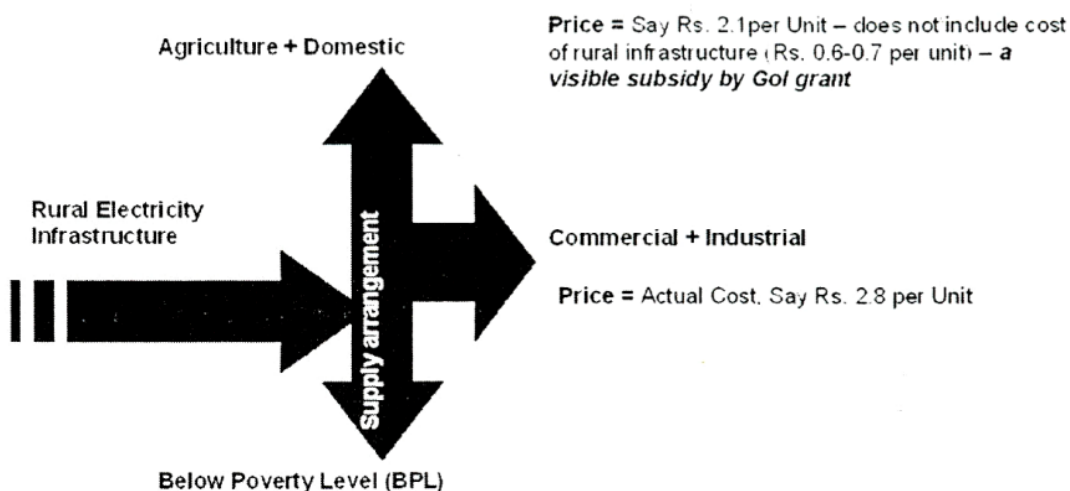 Agriculture + Domestic
Price = Say Rs. 2.1per Unit – does not include cost
of rural infrastructure (Rs. 0.6-0.7 per unit) – a
visible subsidy by GoI grant
Rural Electricity
Infrastructure
Supply arrangement
Commercial + Industrial
Price = Actual Cost, Say Rs. 2.8 per Unit
Below Poverty Level (BPL)